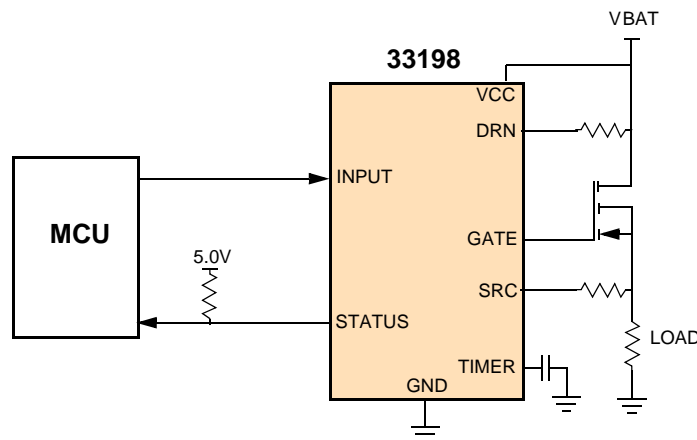 VBAT
33198
VCC
DRN
INPUT
MCU
GATE
5.0V
SRC
STATUS
LOAD
TIMER
GND